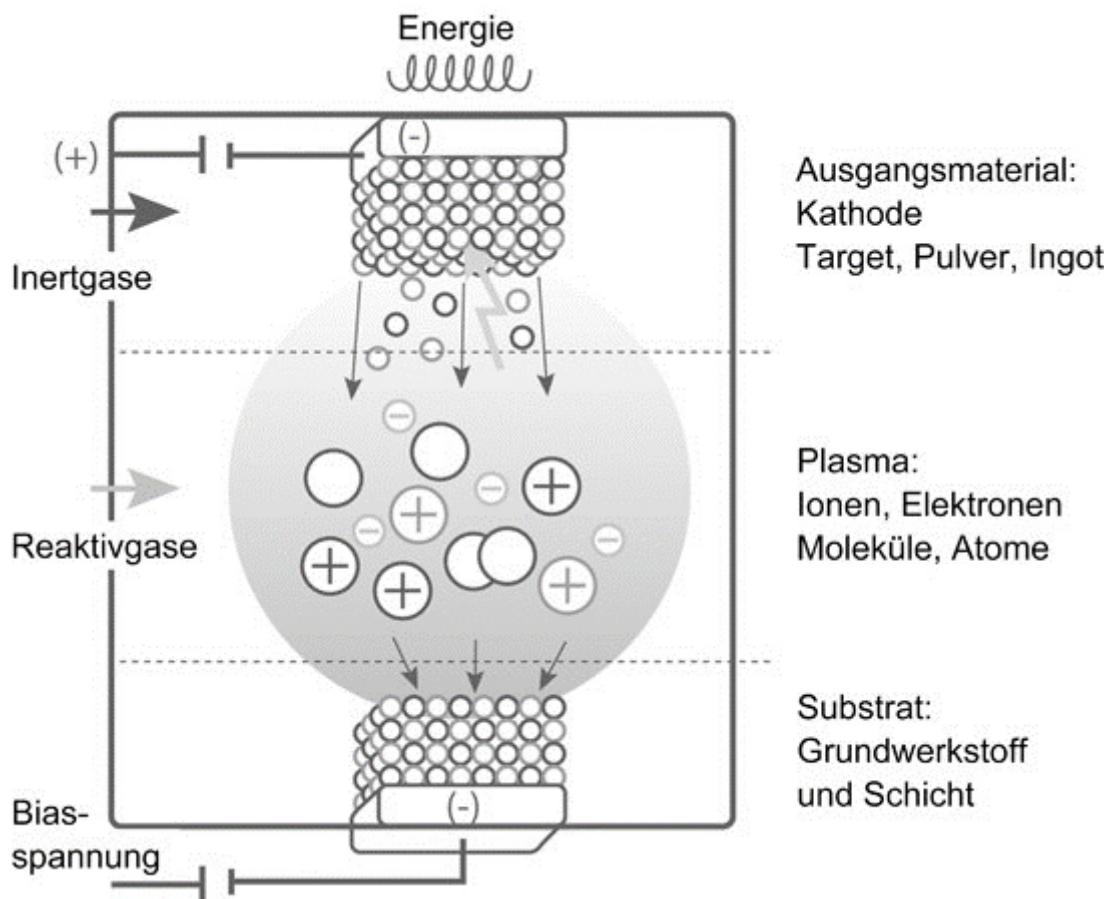 Energie
(-)
(+)
Inertgase
Ausgangsmaterial:
Kathode
Target, Pulver, Ingot
Reaktivgase
Plasma:
Ionen, Elektronen
Moleküle, Atome
Substrat:
Grundwerkstoff
und Schicht
(-)
Bias-
spannung